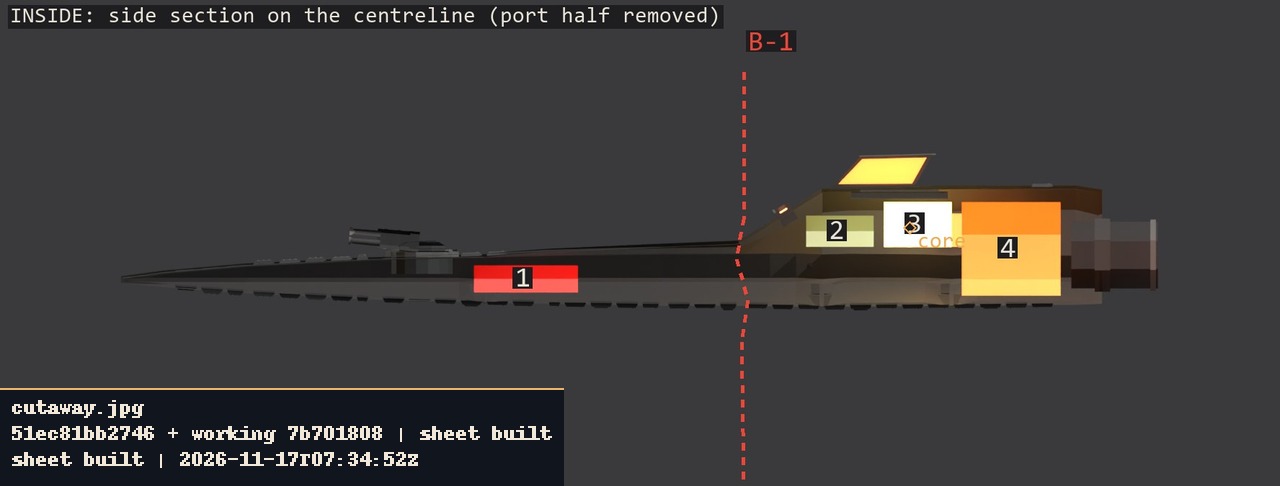 INSIDE: side section on the centreline (port half removed)
B-1
2
3
core
4
1
cutaway.jpg
51ec81bb2746 + working 7b701808 | sheet built
sheet built | 2026-11-17T07:34:52Z